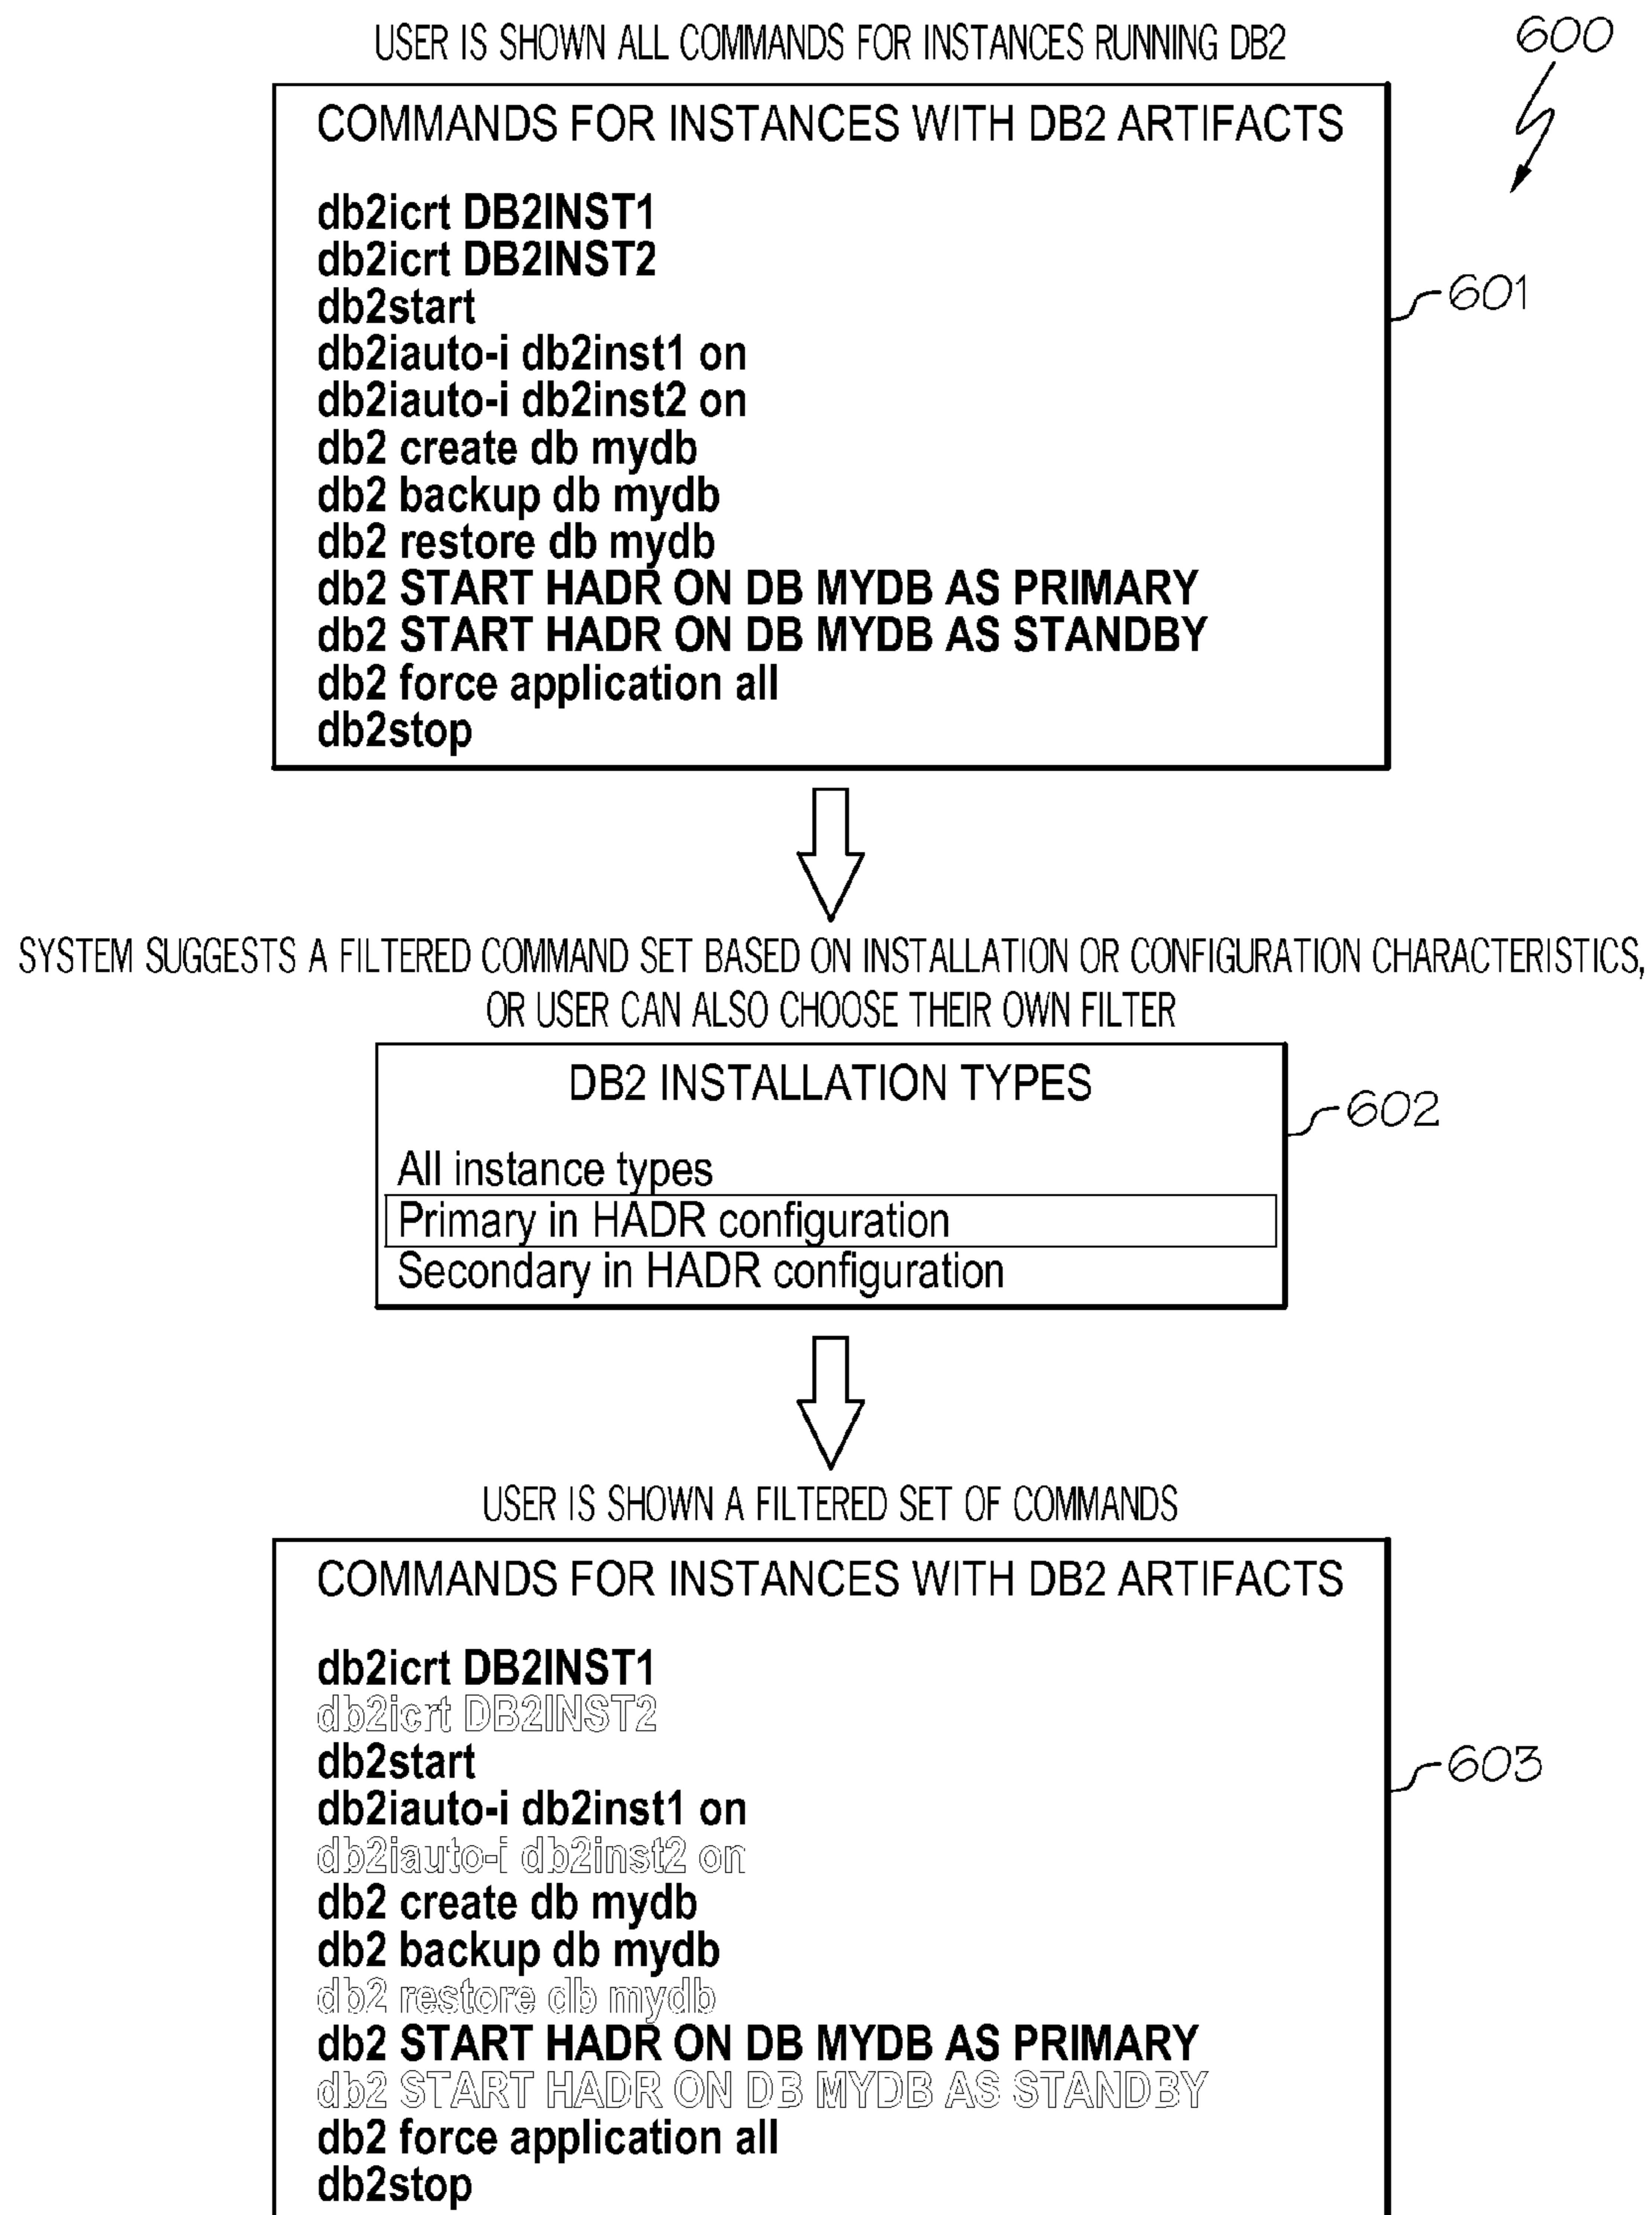 USER IS SHOWN ALL COMMANDS FOR INSTANCES RUNNING DB2
600
COMMANDS FOR INSTANCES WITH DB2 ARTIFACTS
db2icrt DB2INST1
db2icrt DB2INST2
db2start
601
db2iauto-i db2inst1 on
db2iauto-i db2inst2 on
db2 create db mydb
db2 backup db mydb
db2 restore db mydb
db2 START HADR ON DB MYDB AS PRIMARY
db2 START HADR ON DB MYDB AS STANDBY
db2 force application all
db2stop
SYSTEM SUGGESTS A FILTERED COMMAND SET BASED ON INSTALLATION OR CONFIGURATION CHARACTERISTICS,
OR USER CAN ALSO CHOOSE THEIR OWN FILTER
DB2 INSTALLATION TYPES
602
All instance types
Primary in HADR configuration
Secondary in HADR configuration
USER IS SHOWN A FILTERED SET OF COMMANDS
COMMANDS FOR INSTANCES WITH DB2 ARTIFACTS
db2icrt DB2INST1
db2icrt DB2INST2
db2start
603
db2iauto-i db2inst1 on
db2iauto-i db2inst2 on
db2 create db mydb
db2 backup db mydb
db2 restore db mydb
db2 START HADR ON DB MYDB AS PRIMARY
db2 START HADR ON DB MYDB AS STANDBY
db2 force application all
db2stop